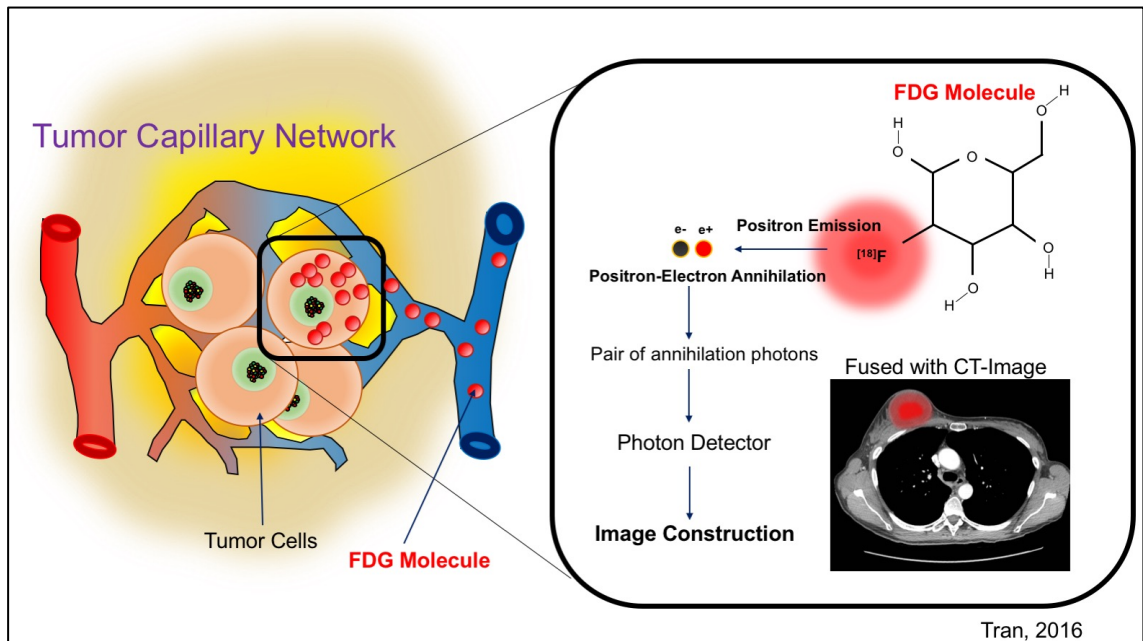 Tumor Capillary Network
Tumor Cells
FDG Molecule
FDG Molecule
H
O
H
O
O
O
H
O
H
[18]F
Positron Emission
e- e+
Positron-Electron Annihilation
Pair of annihilation photons
Photon Detector
Image Construction
Fused with CT-Image
Tran, 2016